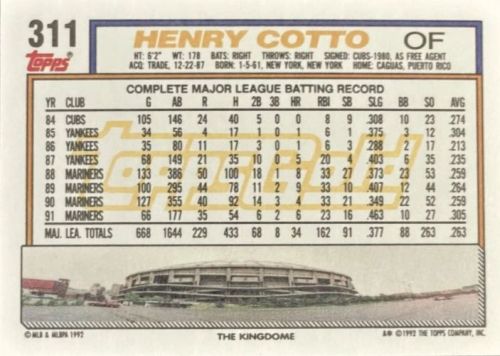 311 HENRY COTTO OF
Topps HT: 6'2" WT: 178 BATS: RIGHT THROWS: RIGHT SIGNED: CUBS-1980, AS FREE AGENT
ACQ: TRADE, 12-22-87 BORN: 1-5-61, NEW YORK, NEW YORK HOME: CAGUAS, PUERTO RICO
COMPLETE MAJOR LEAGUE BATTING RECORD
YR CLUB G AB R H 2B 3B HR RBI SB SLG BB SO AVG
84 CUBS 105 146 24 40 5 0 0 8 9 .308 10 23 .274
85 YANKEES 34 56 4 17 1 0 1 6 1 .375 3 12 .304
86 YANKEES 35 80 11 17 3 0 1 6 3 .288 2 17 .213
87 YANKEES 68 149 21 35 10 0 5 20 4 .403 6 35 .235
88 MARINERS 133 386 50 100 18 1 8 33 27 .373 23 53 .259
89 MARINERS 100 295 44 78 11 2 9 33 10 .407 12 44 .264
90 MARINERS 127 355 40 92 14 3 4 33 21 .349 22 52 .259
91 MARINERS 66 177 35 54 6 2 6 23 16 .463 10 27 .305
MAJ. LEA. TOTALS 668 1644 229 433 68 8 34 162 91 .377 88 263 .263
ToppsGold
© MLB & MLBPA 1992 THE KINGDOME A® © 1992 THE TOPPS COMPANY, INC.